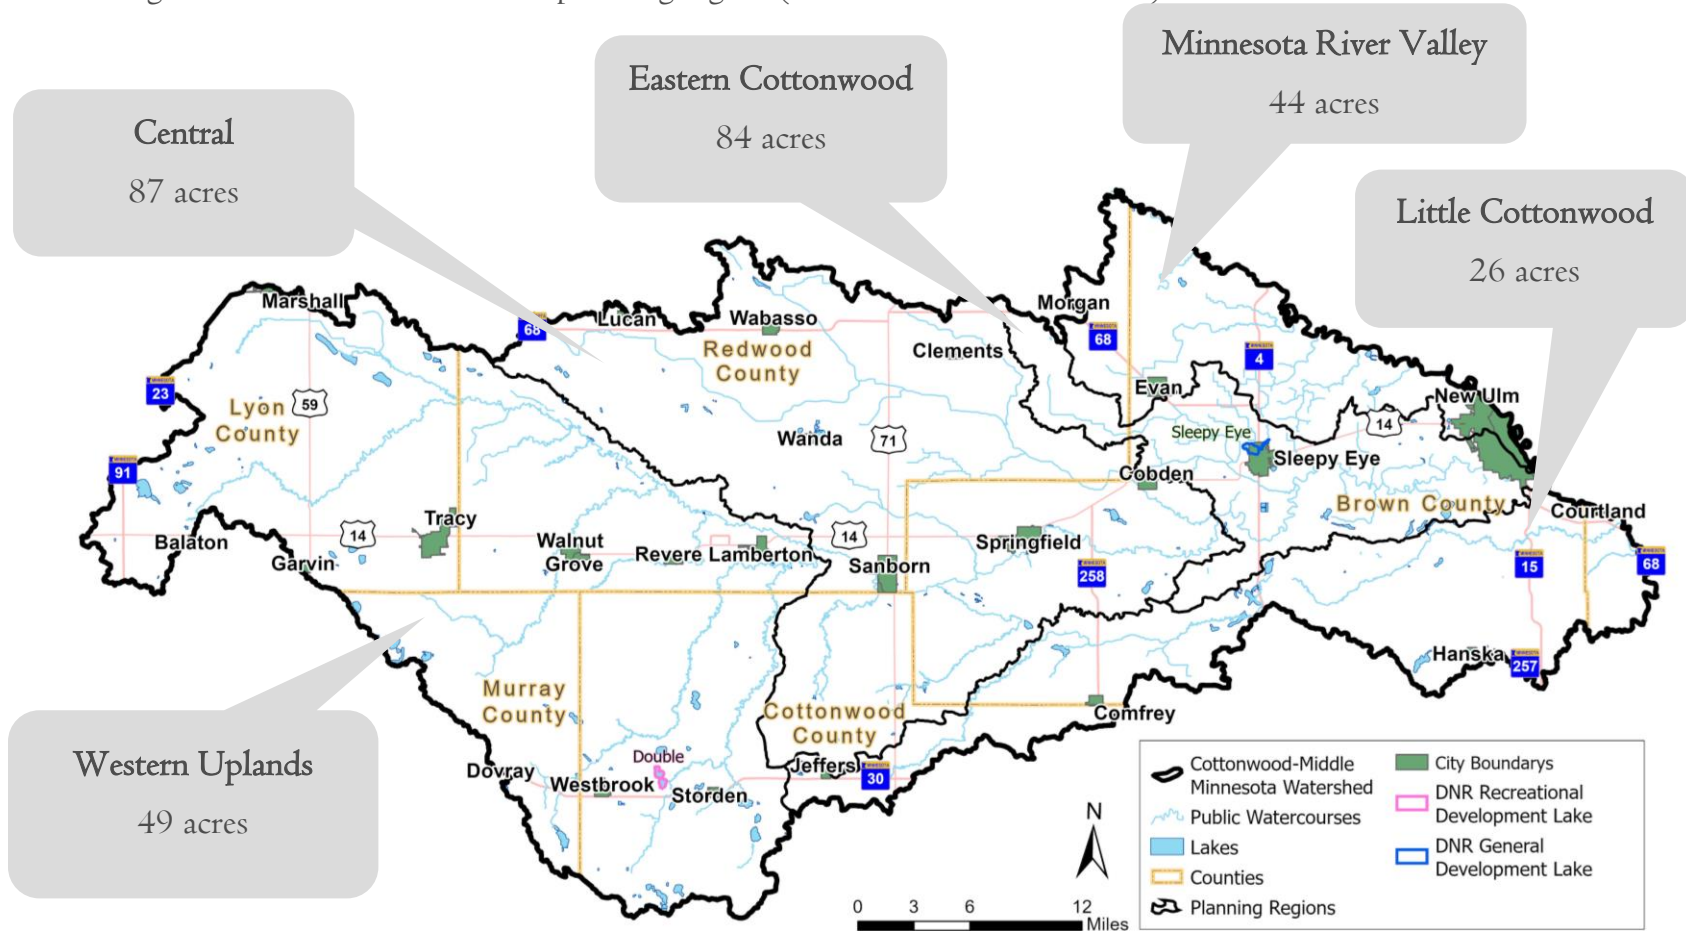 Central
87 acres
Eastern Cottonwood
84 acres
Minnesota River Valley
44 acres
Little Cottonwood
26 acres
Western Uplands
49 acres
Marshall
68
Lucan
Wabasso
Redwood
County
Clements
Morgan
68
4
Evan
New Ulm
23
Lyon
County
59
Wanda
71
Sleepy Eye
14
Sleepy Eye
91
Cobden
Brown County
Courtland
Tracy
14
Balaton
Garvin
Walnut
Grove
Revere
Lamberton
14
Sanborn
Springfield
258
15
68
Hanska
257
Murray
County
Cottonwood
County
Comfrey
Double
Jeffers
30
Dovray
Westbrook
Storden
N
0 3 6 12
Miles
Cottonwood-Middle
Minnesota Watershed
Public Watercourses
Lakes
Counties
Planning Regions
City Boundarys
DNR Recreational
Development Lake
DNR General
Development Lake